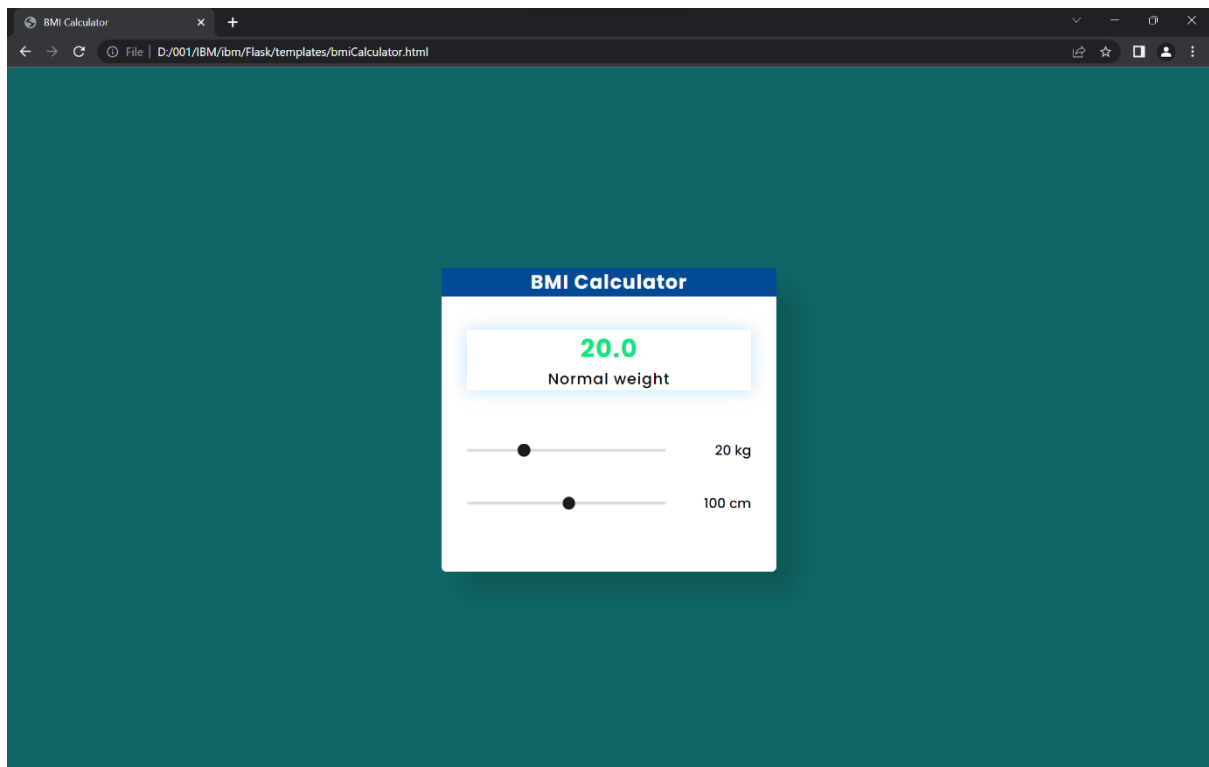 BMI Calculator
File | D:/001/IBM/ibm/Flask/templates/bmiCalculator.html
BMI Calculator
20.0
Normal weight
20 kg
100 cm